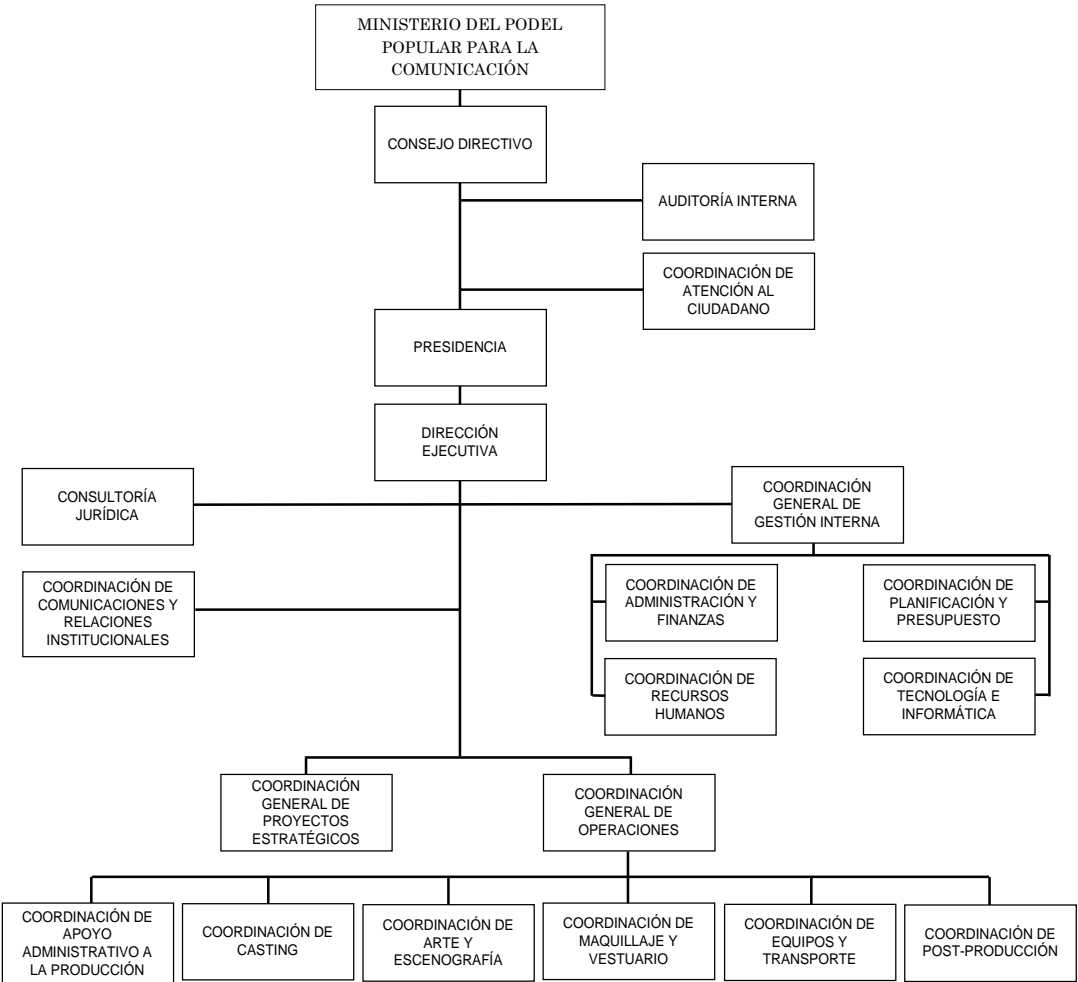 MINISTERIO DEL PODEL
POPULAR PARA LA
COMUNICACIÓN
CONSEJO DIRECTIVO
AUDITORÍA INTERNA
COORDINACIÓN DE
ATENCIÓN AL
CIUDADANO
PRESIDENCIA
DIRECCIÓN
EJECUTIVA
CONSULTORÍA
JURÍDICA
COORDINACIÓN
GENERAL DE
GESTIÓN INTERNA
COORDINACIÓN DE
COMUNICACIONES Y
RELACIONES
INSTITUCIONALES
COORDINACIÓN DE
ADMINISTRACIÓN Y
FINANZAS
COORDINACIÓN DE
PLANIFICACIÓN Y
PRESUPUESTO
COORDINACIÓN DE
RECURSOS
HUMANOS
COORDINACIÓN DE
TECNOLOGÍA E
INFORMÁTICA
COORDINACIÓN
GENERAL DE
PROYECTOS
ESTRATÉGICOS
COORDINACIÓN
GENERAL DE
OPERACIONES
COORDINACIÓN DE
APOYO
ADMINISTRATIVO A
LA PRODUCCIÓN
COORDINACIÓN DE
CASTING
COORDINACIÓN DE
ARTE Y
ESCENOGRAFÍA
COORDINACIÓN DE
MAQUILLAJE Y
VESTUARIO
COORDINACIÓN DE
EQUIPOS Y
TRANSPORTE
COORDINACIÓN DE
POST-PRODUCCIÓN